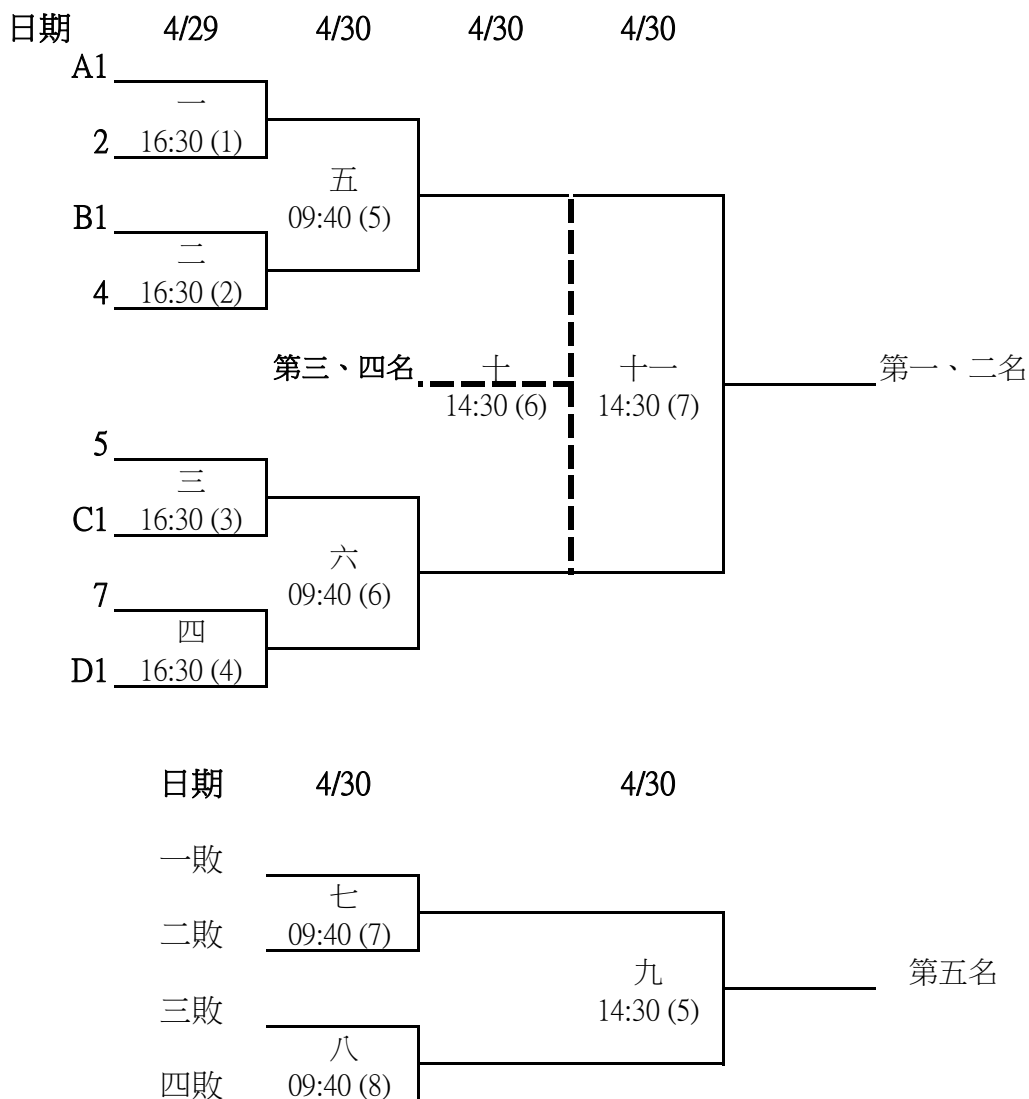 日期 4/29 4/30 4/30 4/30
A1
一
2 16:30 (1)
五
B1 09:40 (5)
二
4 16:30 (2)
第三、四名 十 十一 第一、二名
14:30 (6) 14:30 (7)
5
三
C1 16:30 (3)
六
7 09:40 (6)
四
D1 16:30 (4)
日期 4/30 4/30
一敗
七
二敗 09:40 (7)
九 第五名
三敗 14:30 (5)
八
四敗 09:40 (8)